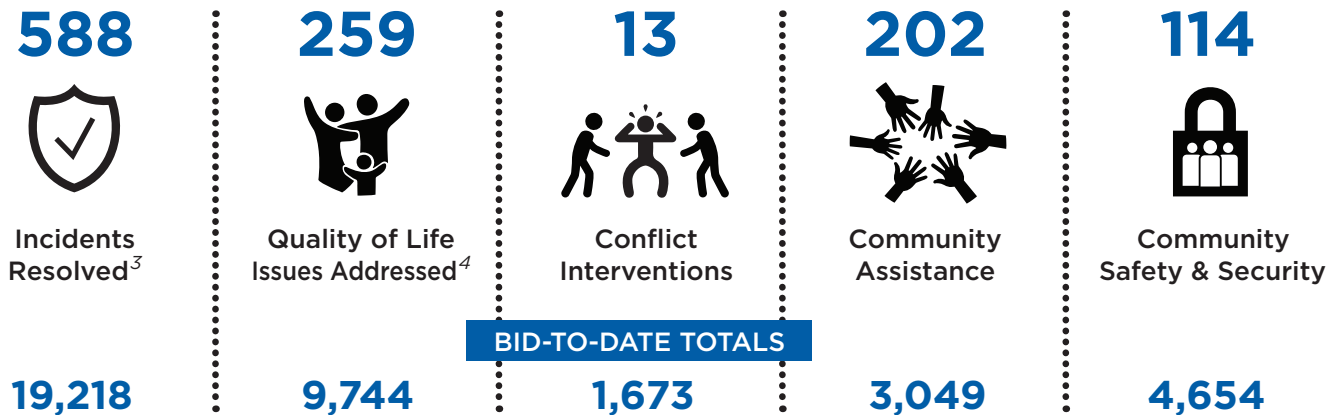 588
259
13
202
114
Incidents
Resolved3
Quality of Life
Issues Addressed4
Conflict
Interventions
Community
Assistance
Community
Safety & Security
BID-TO-DATE TOTALS
19,218
9,744
1,673
3,049
4,654